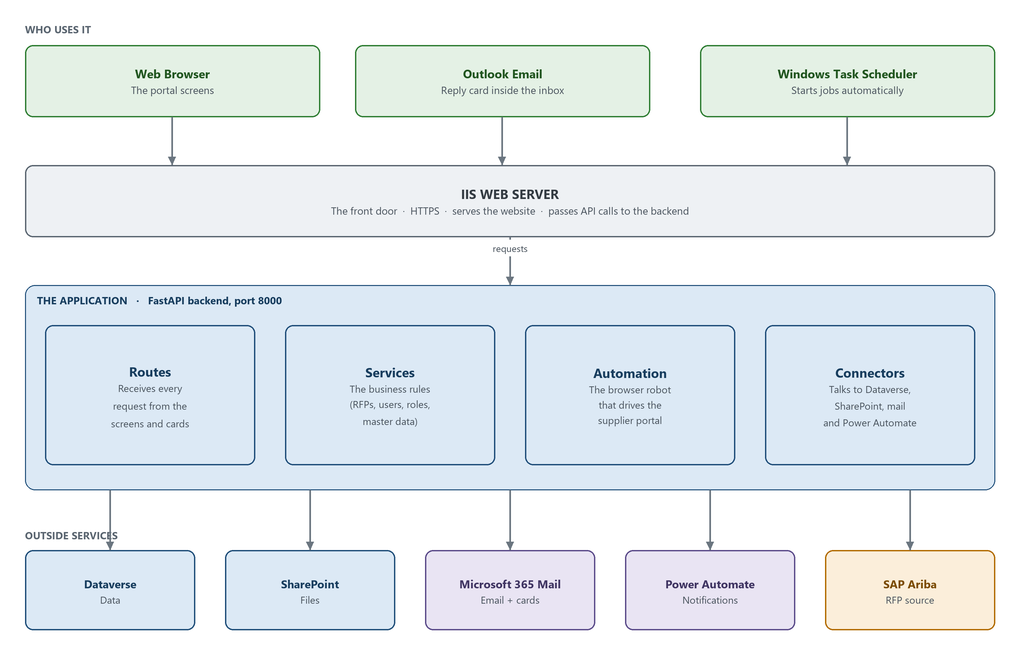 WHO USES IT
Web Browser
The portal screens
Outlook Email
Reply card inside the inbox
Windows Task Scheduler
Starts jobs automatically
IIS WEB SERVER
The front door · HTTPS · serves the website · passes API calls to the backend
requests
THE APPLICATION · FastAPI backend, port 8000
Routes
Receives every
request from the
screens and cards
Services
The business rules
(RFPs, users, roles,
master data)
Automation
The browser robot
that drives the
supplier portal
Connectors
Talks to Dataverse,
SharePoint, mail
and Power Automate
OUTSIDE SERVICES
Dataverse
Data
SharePoint
Files
Microsoft 365 Mail
Email + cards
Power Automate
Notifications
SAP Ariba
RFP source